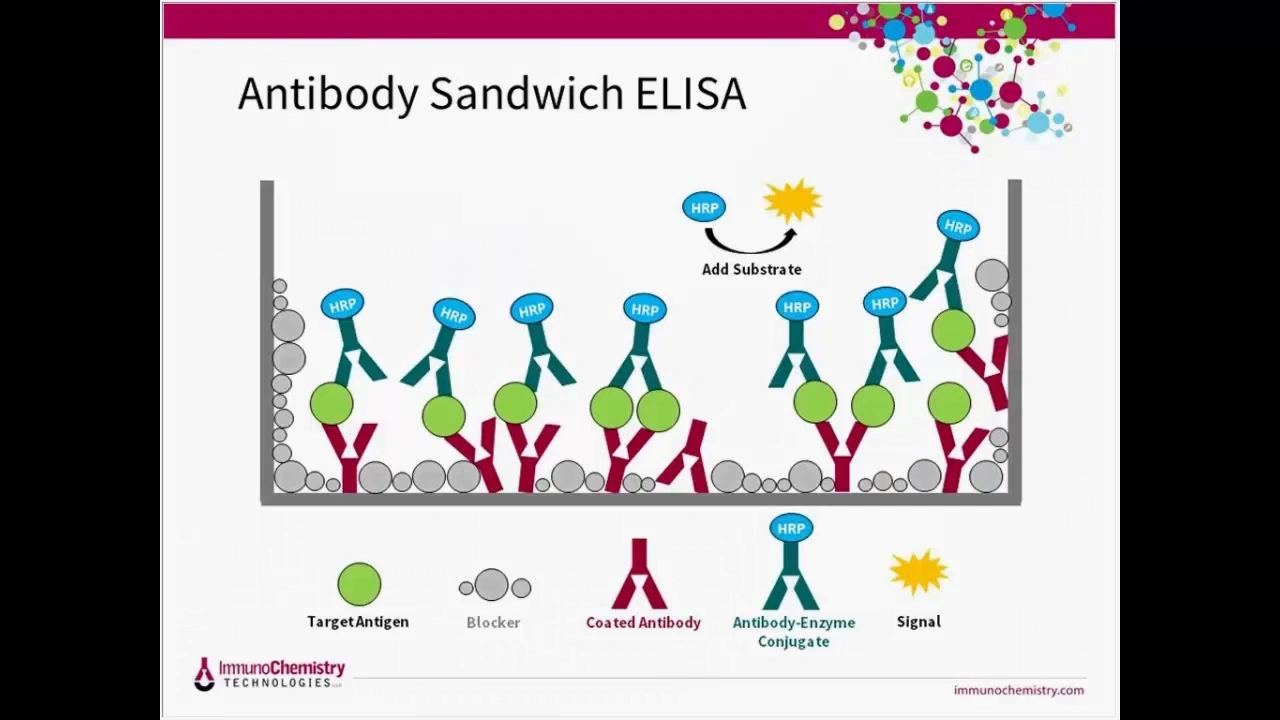 Antibody Sandwich ELISA
HRP
Add Substrate
HRP
HRP
HRP
HRP
HRP
HRP
HRP
HRP
Target Antigen
Blocker
Coated Antibody
Antibody-Enzyme
Conjugate
Signal
ImmunoChemistry
TECHNOLOGIES
immunochemistry.com